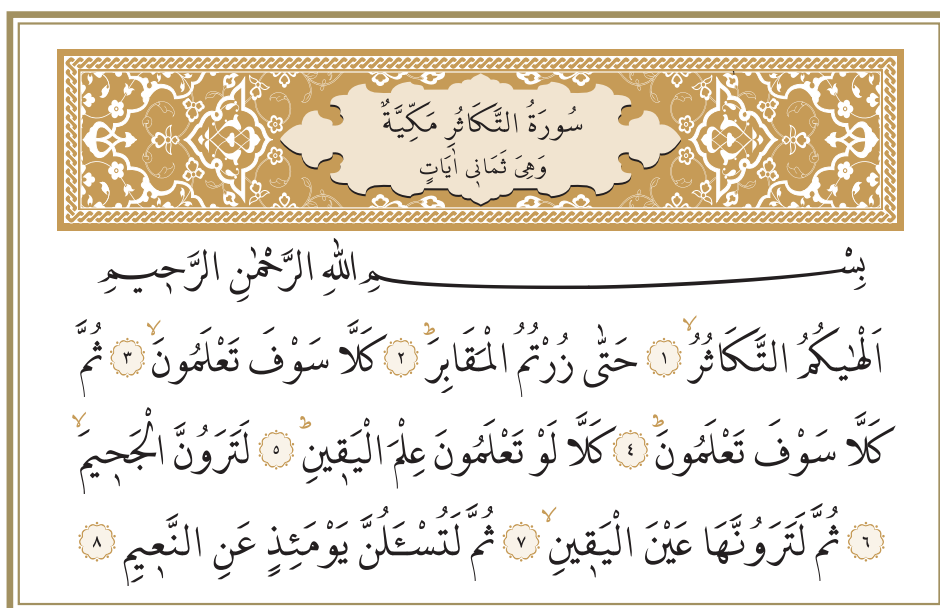 سُورَةُ التَّكَاثُرِ مَكِّيَّةٌ
وَهِيَ ثَمَانٖي اٰيَاتٍ
بِسْمِ اللّٰهِ الرَّحْمٰنِ الرَّحٖيمِ
اَلْهٰيكُمُ التَّكَاثُرُۙ ﴿١﴾ حَتّٰى زُرْتُمُ الْمَقَابِرَؕ ﴿٢﴾ كَلَّا سَوْفَ تَعْلَمُونَۙ ﴿٣﴾ ثُمَّ
كَلَّا سَوْفَ تَعْلَمُونَؕ ﴿٤﴾ كَلَّا لَوْ تَعْلَمُونَ عِلْمَ الْيَقٖينِؕ ﴿٥﴾ لَتَرَوُنَّ الْجَحٖيمَۙ
﴿٦﴾ ثُمَّ لَتَرَوُنَّهَا عَيْنَ الْيَقٖينِۙ ﴿٧﴾ ثُمَّ لَتُسْـَٔلُنَّ يَوْمَئِذٍ عَنِ النَّعٖيمِ ﴿٨﴾